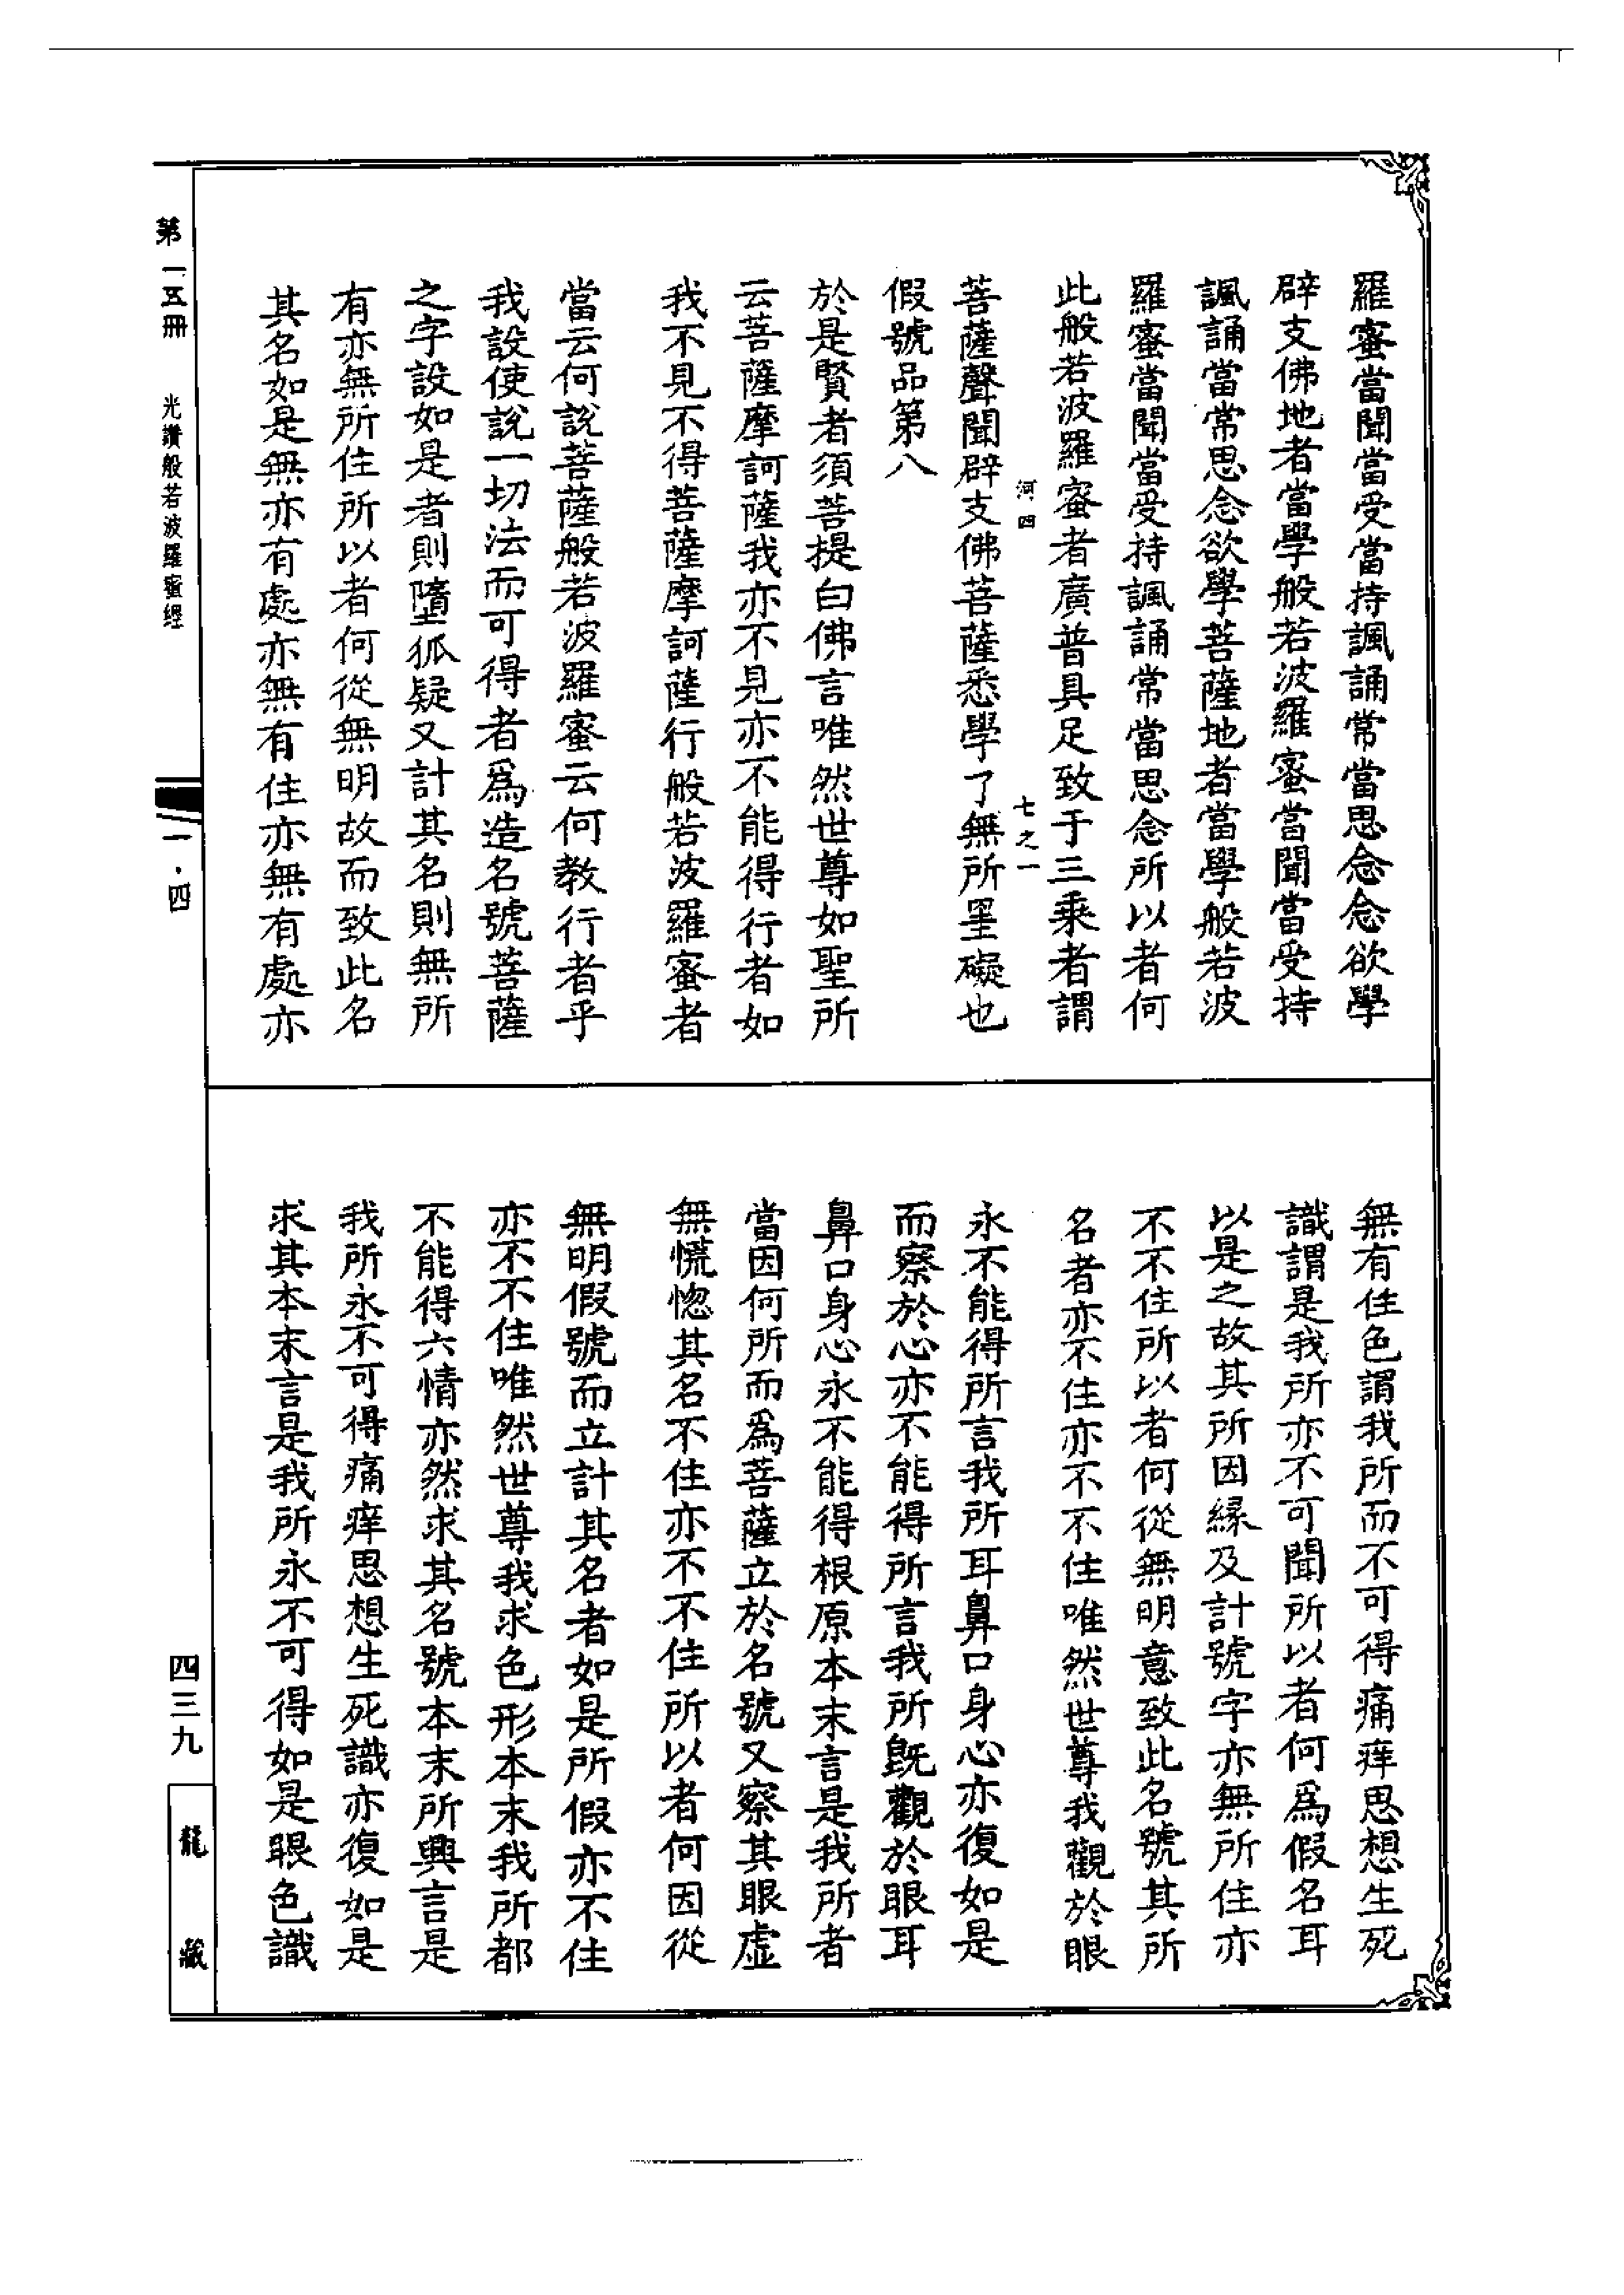 羅蜜當聞當受當持諷誦常當思念念欲學
辟支佛地者當學般若波羅蜜當聞當受持
諷誦當常思念欲學菩薩地者當學般若波
羅蜜當聞當受持諷誦常當思念所以者何
此般若波羅蜜者廣普具足致于三乘者謂
河四 七之一
菩薩聲聞辟支佛菩薩悉學了無所罣礙也
假號品第八
於是賢者須菩提白佛言唯然世尊如聖所
云菩薩摩訶薩我亦不見亦不能得行者如
我不見不得菩薩摩訶薩行般若波羅蜜者
當云何說菩薩般若波羅蜜云何教行者乎
我設使說一切法而可得者爲造名號菩薩
之字設如是者則墮狐疑又計其名則無所
有亦無所住所以者何從無明故而致此名
其名如是無亦有處亦無有住亦無有處亦
無有住色謂我所而不可得痛痒思想生死
識謂是我所亦不可聞所以者何爲假名耳
以是之故其所因緣及計號字亦無所住亦
不不住所以者何從無明意致此名號其所
名者亦不住亦不不住唯然世尊我觀於眼
永不能得所言我所耳鼻口身心亦復如是
而察於心亦不能得所言我所旣觀於眼耳
鼻口身心永不能得根原本末言是我所者
當因何所而爲菩薩立於名號又察其眼虛
無慌惚其名不住亦不不住所以者何因從
無明假號而立計其名者如是所假亦不住
亦不不住唯然世尊我求色形本末我所都
不能得六情亦然求其名號本末所興言是
我所永不可得痛痒思想生死識亦復如是
求其本末言是我所永不可得如是眼色識
第一五冊 光讚般若波羅蜜經 一·四
四三九 龍藏